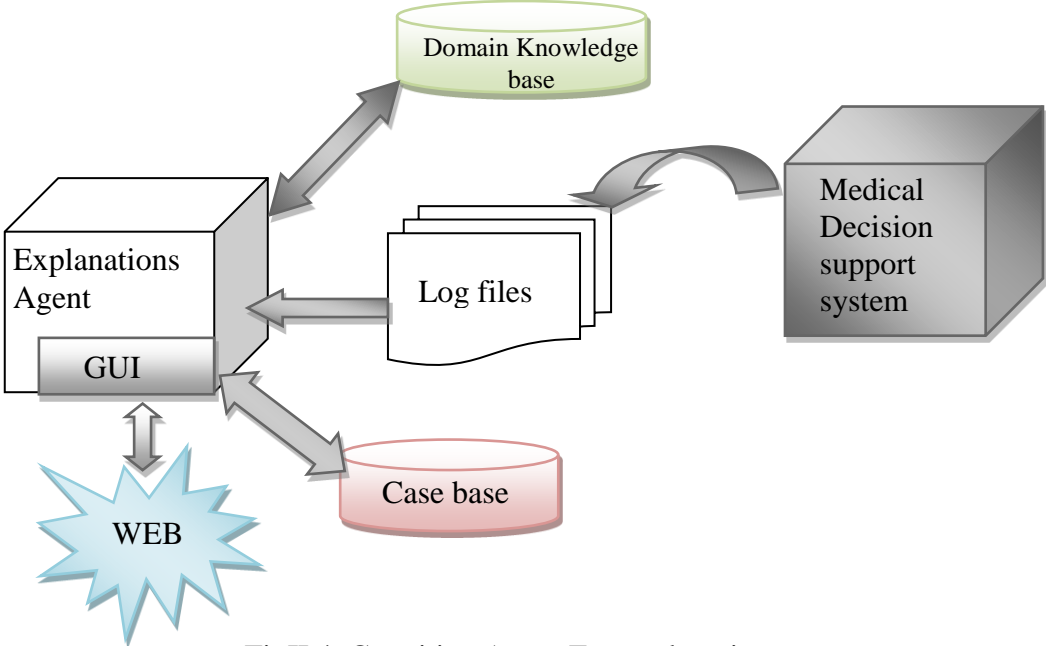 Domain Knowledge
base
Medical
Decision
support
system
Explanations
Agent
Log files
GUI
Case base
WEB